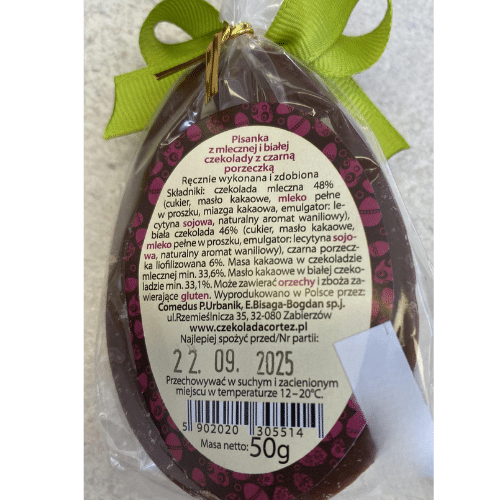 Pisanka
z mlecznej i białej
czekolady z czarną
porzeczką
Ręcznie wykonana i zdobiona
Składniki: czekolada mleczna 48%
(cukier, masło kakaowe, mleko pełne
w proszku, miazga kakaowa, emulgator: le-
cytyna sojowa, naturalny aromat waniliowy),
biała czekolada 46% (cukier, masło kakaowe,
mleko pełne w proszku, emulgator: lecytyna sojo-
wa, naturalny aromat waniliowy), czarna porzecz-
ka liofilizowana 6%. Masa kakaowa w czekoladzie
mlecznej min. 33,6%. Masło kakaowe w białej czeko-
ladzie min. 33,1%. Może zawierać orzechy i zboża za-
wierające gluten. Wyprodukowano w Polsce przez:
Comedus P.Urbanik, E.Bisaga-Bogdan sp.j.
ul.Rzemieślnicza 35, 32-080 Zabierzów
www.czekoladacortez.pl
Najlepiej spożyć przed/Nr partii:
22. 09. 2025
Przechowywać w suchym i zacienionym
miejscu w temperaturze 12–20°C.
5 902020 305514
Masa netto: 50g